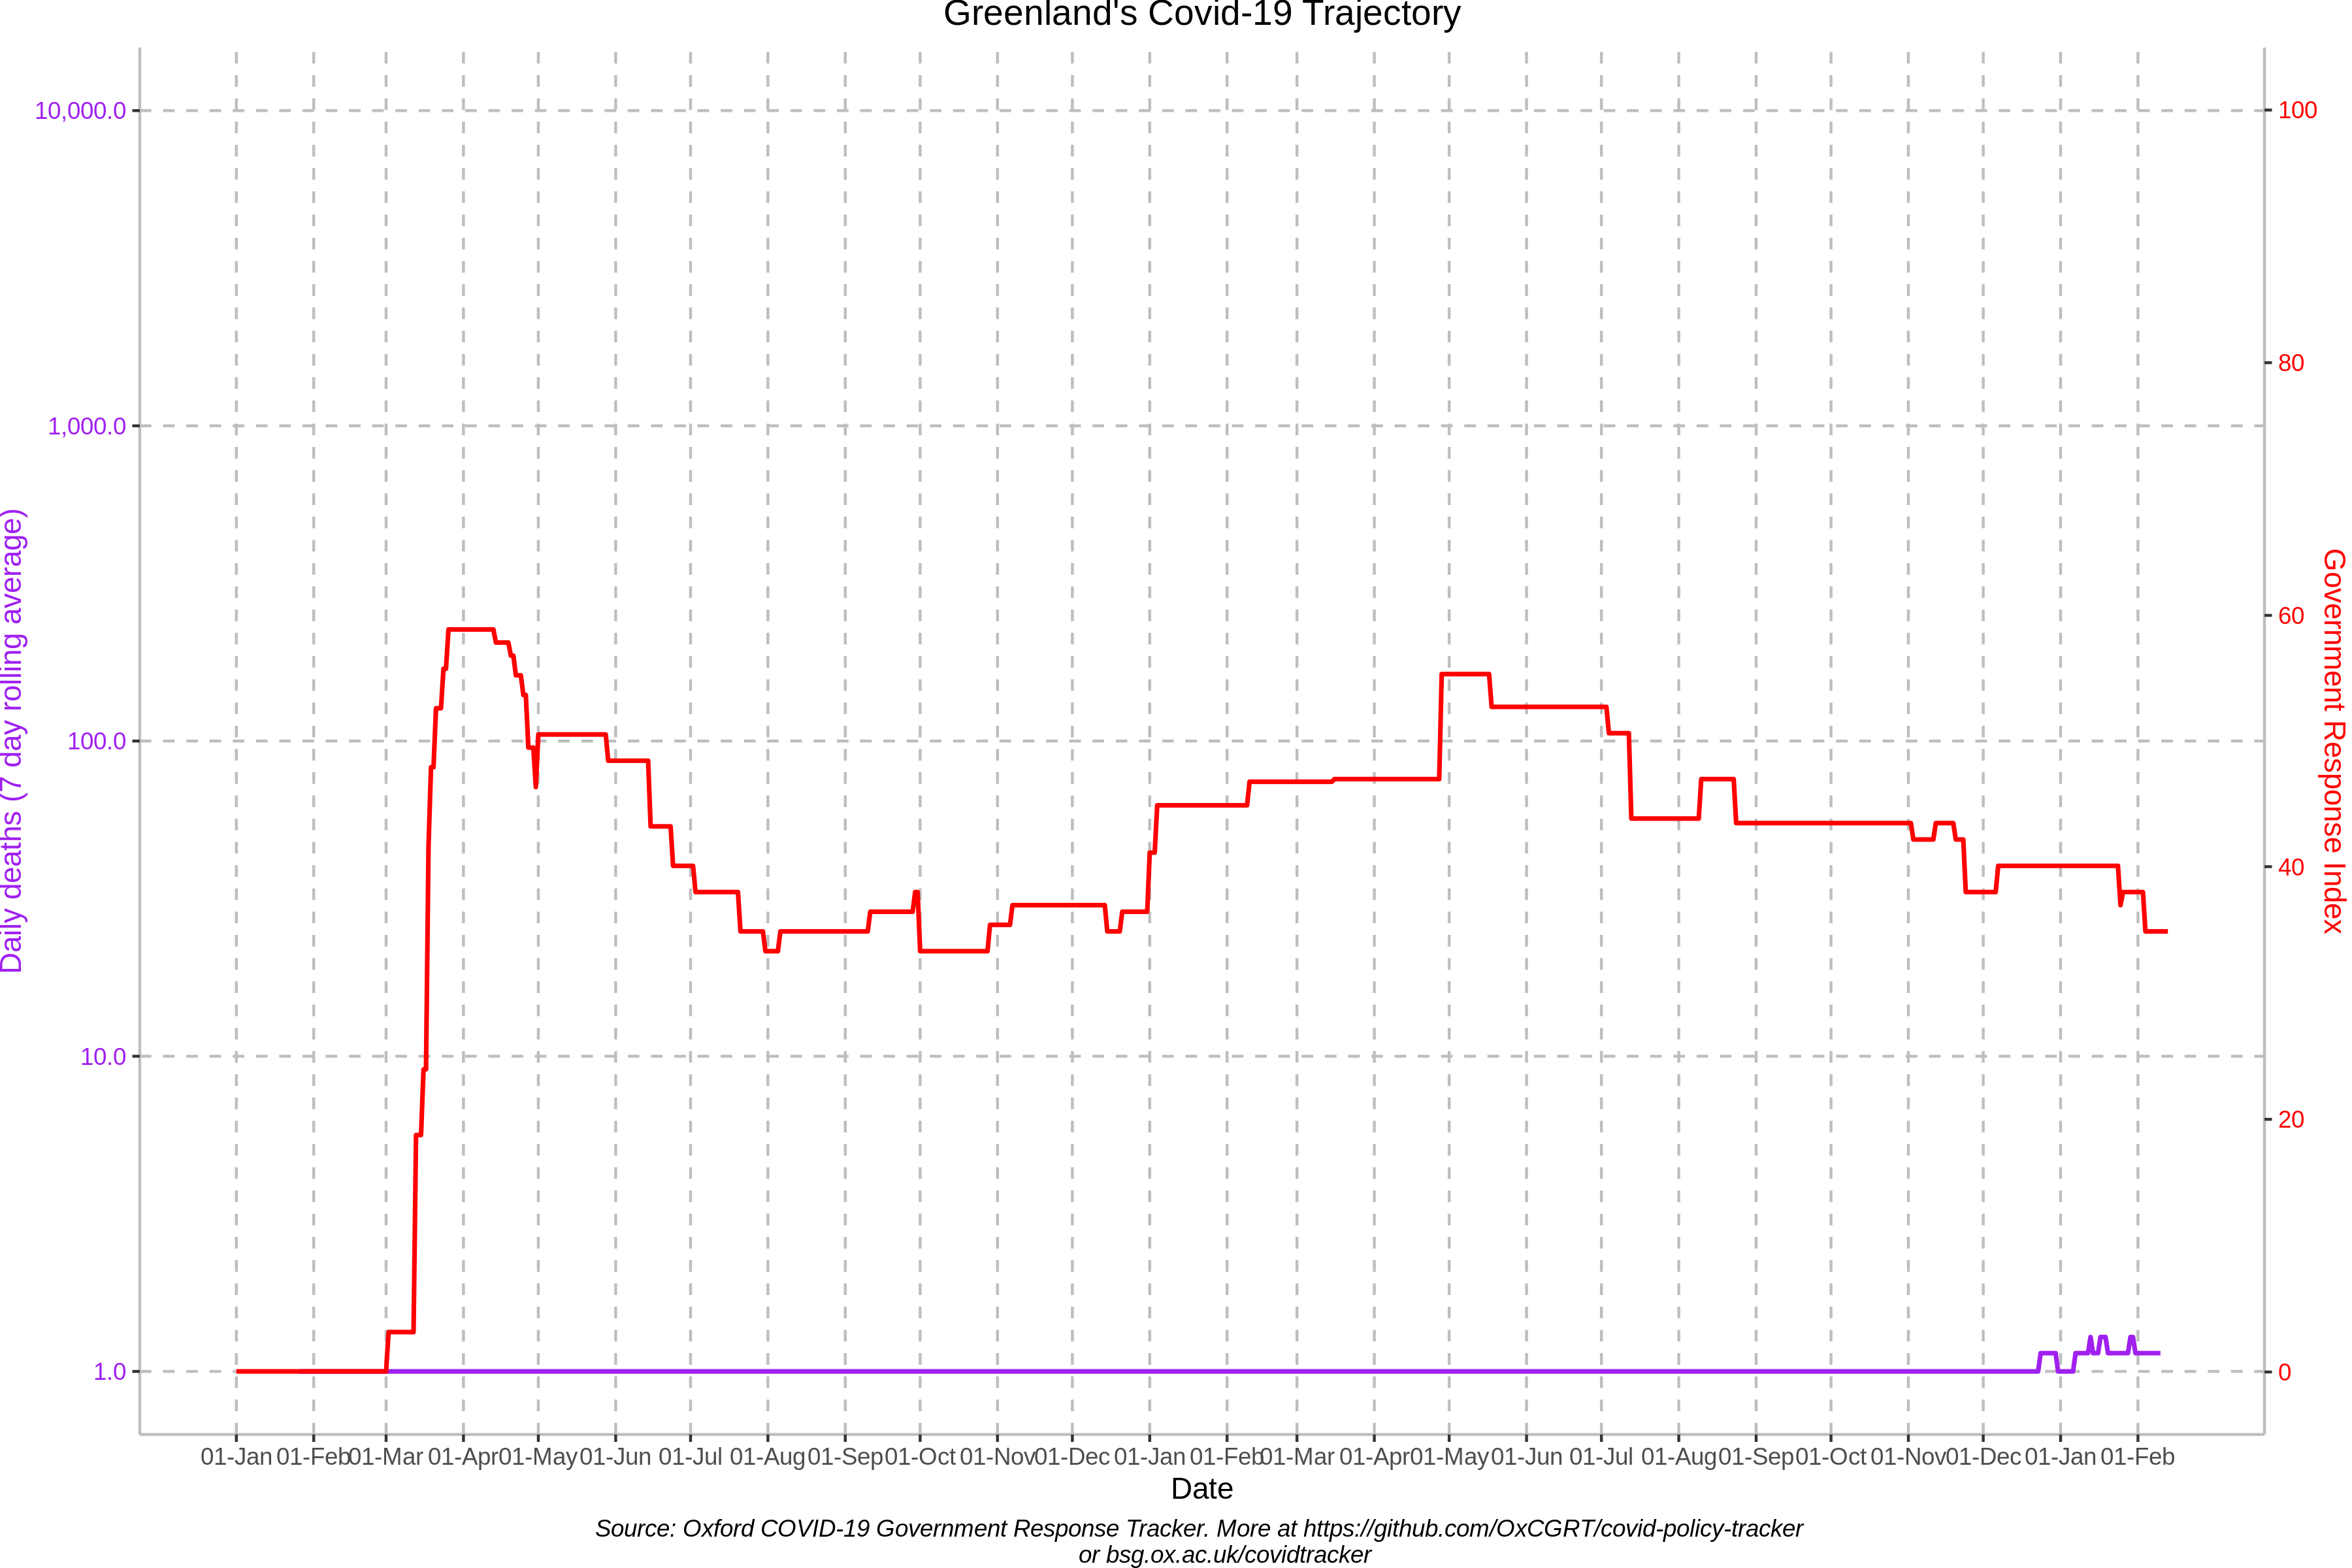 Greenland's Covid-19 Trajectory
10,000.0
1,000.0
100.0
10.0
1.0
Daily deaths (7 day rolling average)
100
80
60
40
20
0
Government Response Index
01-Jan 01-Feb 01-Mar 01-Apr 01-May 01-Jun 01-Jul 01-Aug 01-Sep 01-Oct 01-Nov 01-Dec 01-Jan 01-Feb 01-Mar 01-Apr 01-May 01-Jun 01-Jul 01-Aug 01-Sep 01-Oct 01-Nov 01-Dec 01-Jan 01-Feb
Date
Source: Oxford COVID-19 Government Response Tracker. More at https://github.com/OxCGRT/covid-policy-tracker
or bsg.ox.ac.uk/covidtracker